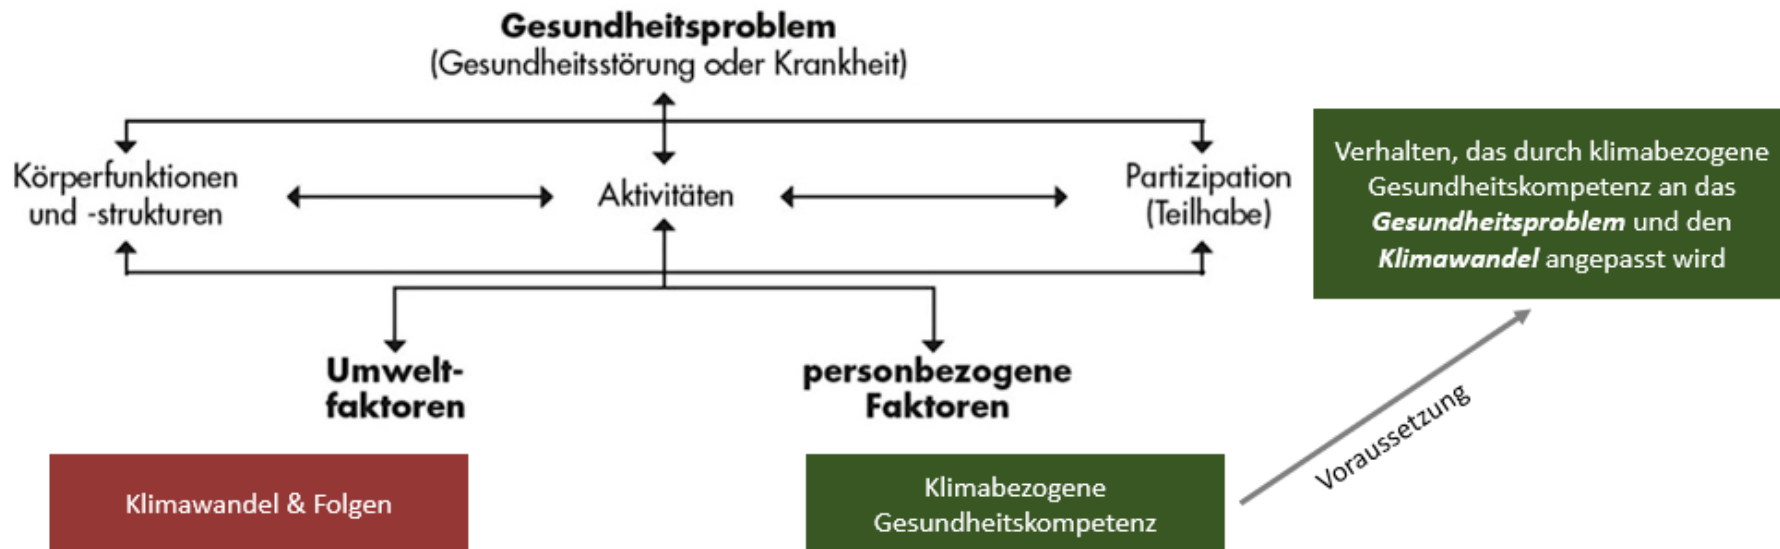 Gesundheitsproblem
(Gesundheitsstörung oder Krankheit)
Körperfunktionen
und -strukturen
Aktivitäten
Partizipation
(Teilhabe)
Verhalten, das durch klimabezogene
Gesundheitskompetenz an das
Gesundheitsproblem und den
Klimawandel angepasst wird
Umwelt-
faktoren
personbezogene
Faktoren
Voraussetzung
Klimawandel & Folgen
Klimabezogene
Gesundheitskompetenz